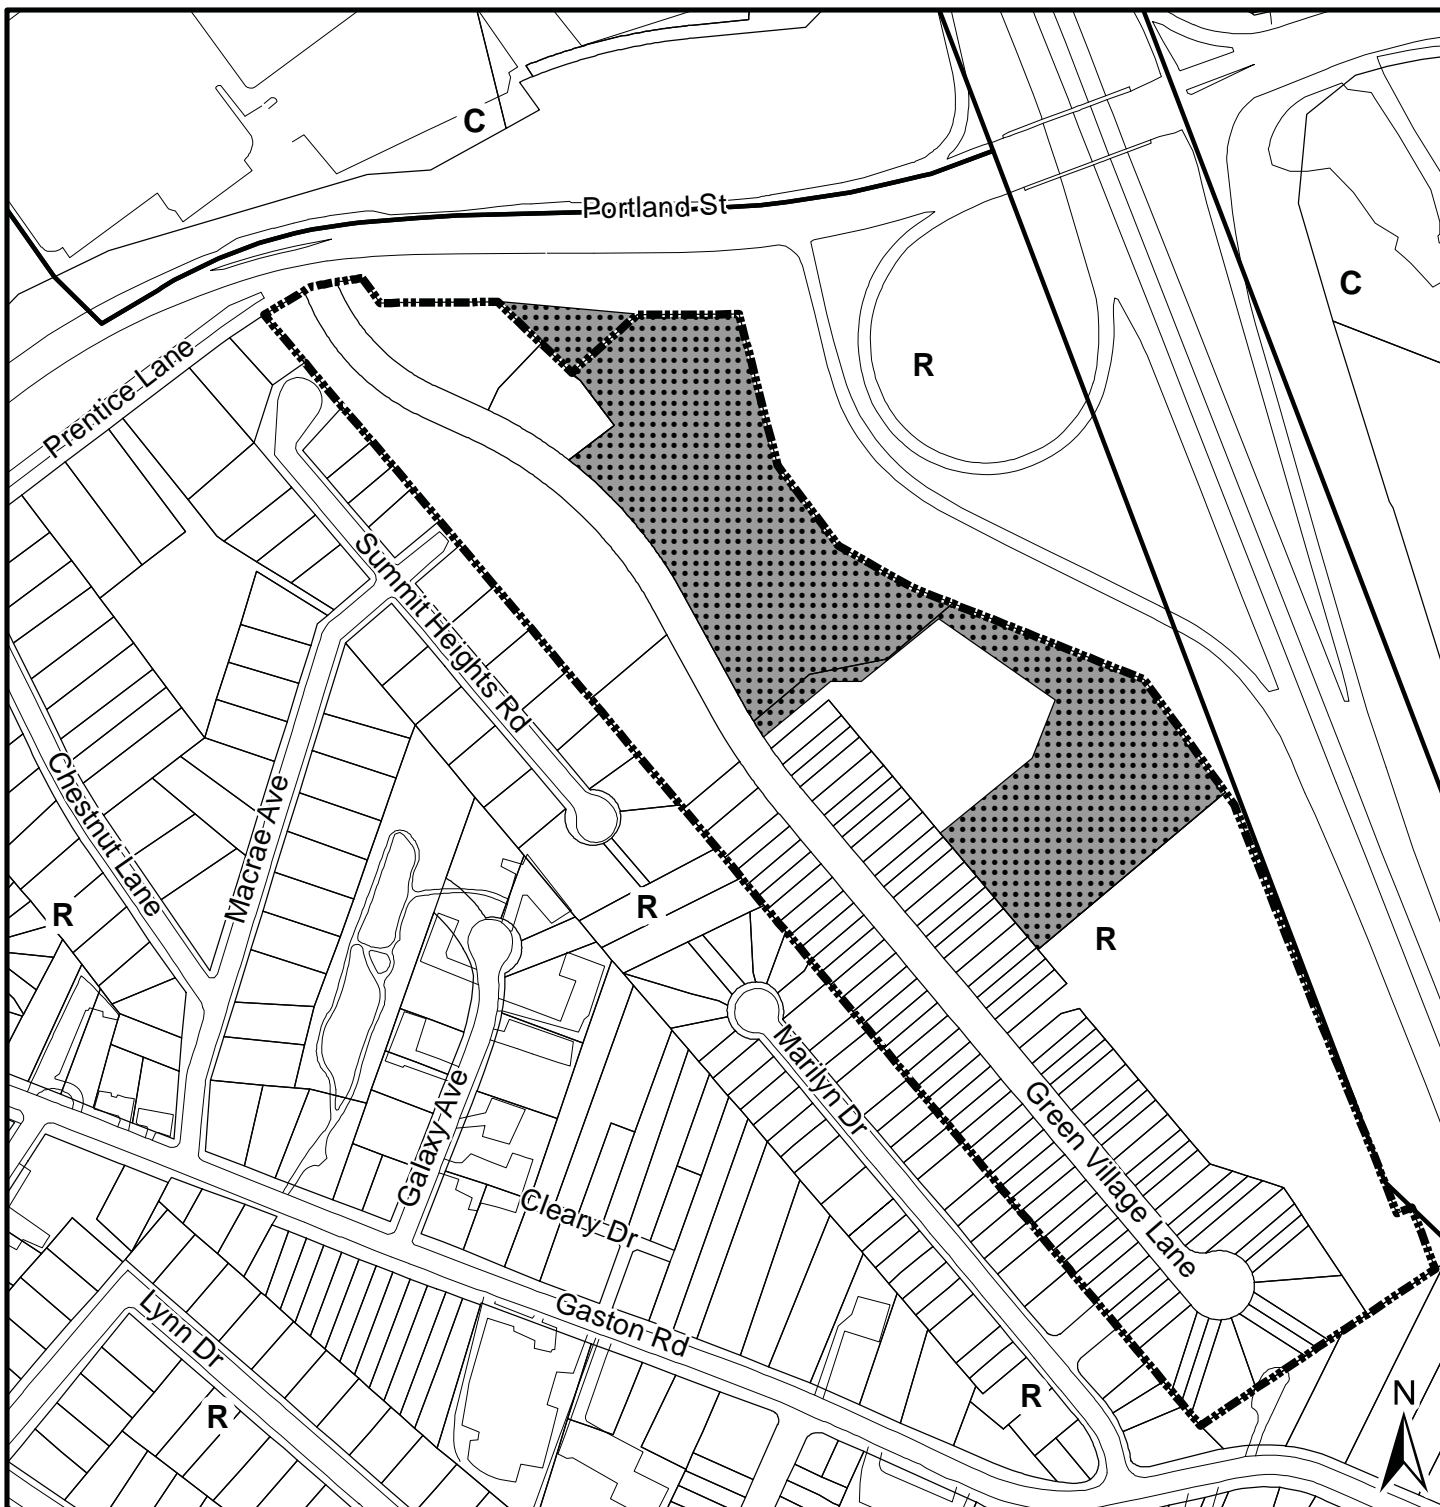 C
Portland St
C
R
Prentice Lane
Summit Heights Rd
Chestnut Lane
Macrae Ave
R
R
R
Marilyn Dr
Green Village Lane
Galaxy Ave
Cleary Dr
Gaston Rd
Lynn Dr
R
R
N